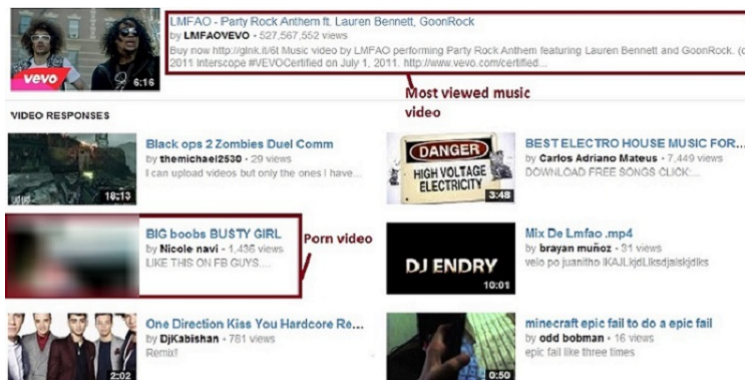 LMFAO - Party Rock Anthem ft. Lauren Bennett, GoonRock
by LMFAOVEVO • 527,567,552 views
Buy now http://glnk.it/6t Music video by LMFAO performing Party Rock Anthem featuring Lauren Bennett and GoonRock. (c
2011 Interscope #VEVOCertified on July 1, 2011. http://www.vevo.com/certified...
vevo
6:16
Most viewed music
video
VIDEO RESPONSES
Black ops 2 Zombies Duel Comm
by themichael2530 • 29 views
I can upload videos but only the ones I have...
18:13
BEST ELECTRO HOUSE MUSIC FOR...
by Carlos Adriano Mateus • 7,449 views
DOWNLOAD FREE SONGS CLICK:...
DANGER
HIGH VOLTAGE
ELECTRICITY
3:48
BIG boobs BUSTY GIRL
by Nicole navi • 1,436 views
LIKE THIS ON FB GUYS....
Porn video
Mix De Lmfao .mp4
by brayan muñoz • 31 views
velo po juanitho
DJ ENDRY
10:01
One Direction Kiss You Hardcore Re...
by DjKabishan • 781 views
Remix!!
2:02
minecraft epic fail to do a epic fail
by odd bobman • 16 views
epic fail like three times
0:50